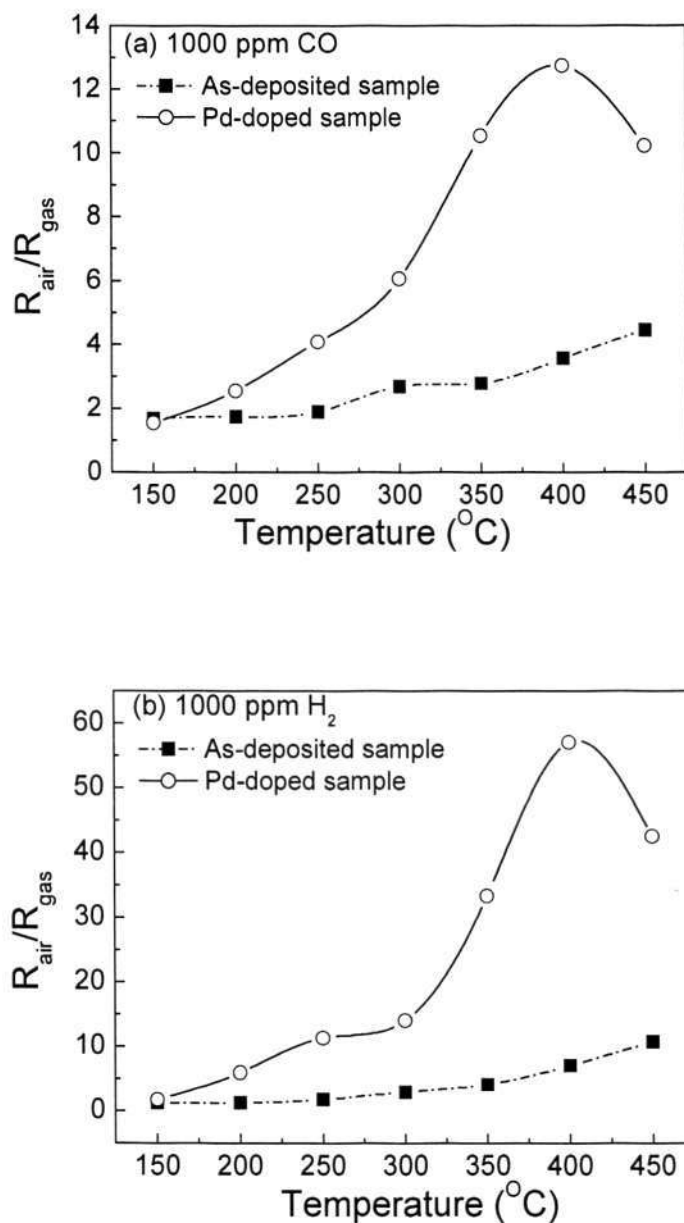 (a) 1000 ppm CO
As-deposited sample
Pd-doped sample
R_air/R_gas
14
12
10
8
6
4
2
0
150 200 250 300 350 400 450
Temperature (°C)
(b) 1000 ppm H₂
As-deposited sample
Pd-doped sample
R_air/R_gas
60
50
40
30
20
10
0
150 200 250 300 350 400 450
Temperature (°C)